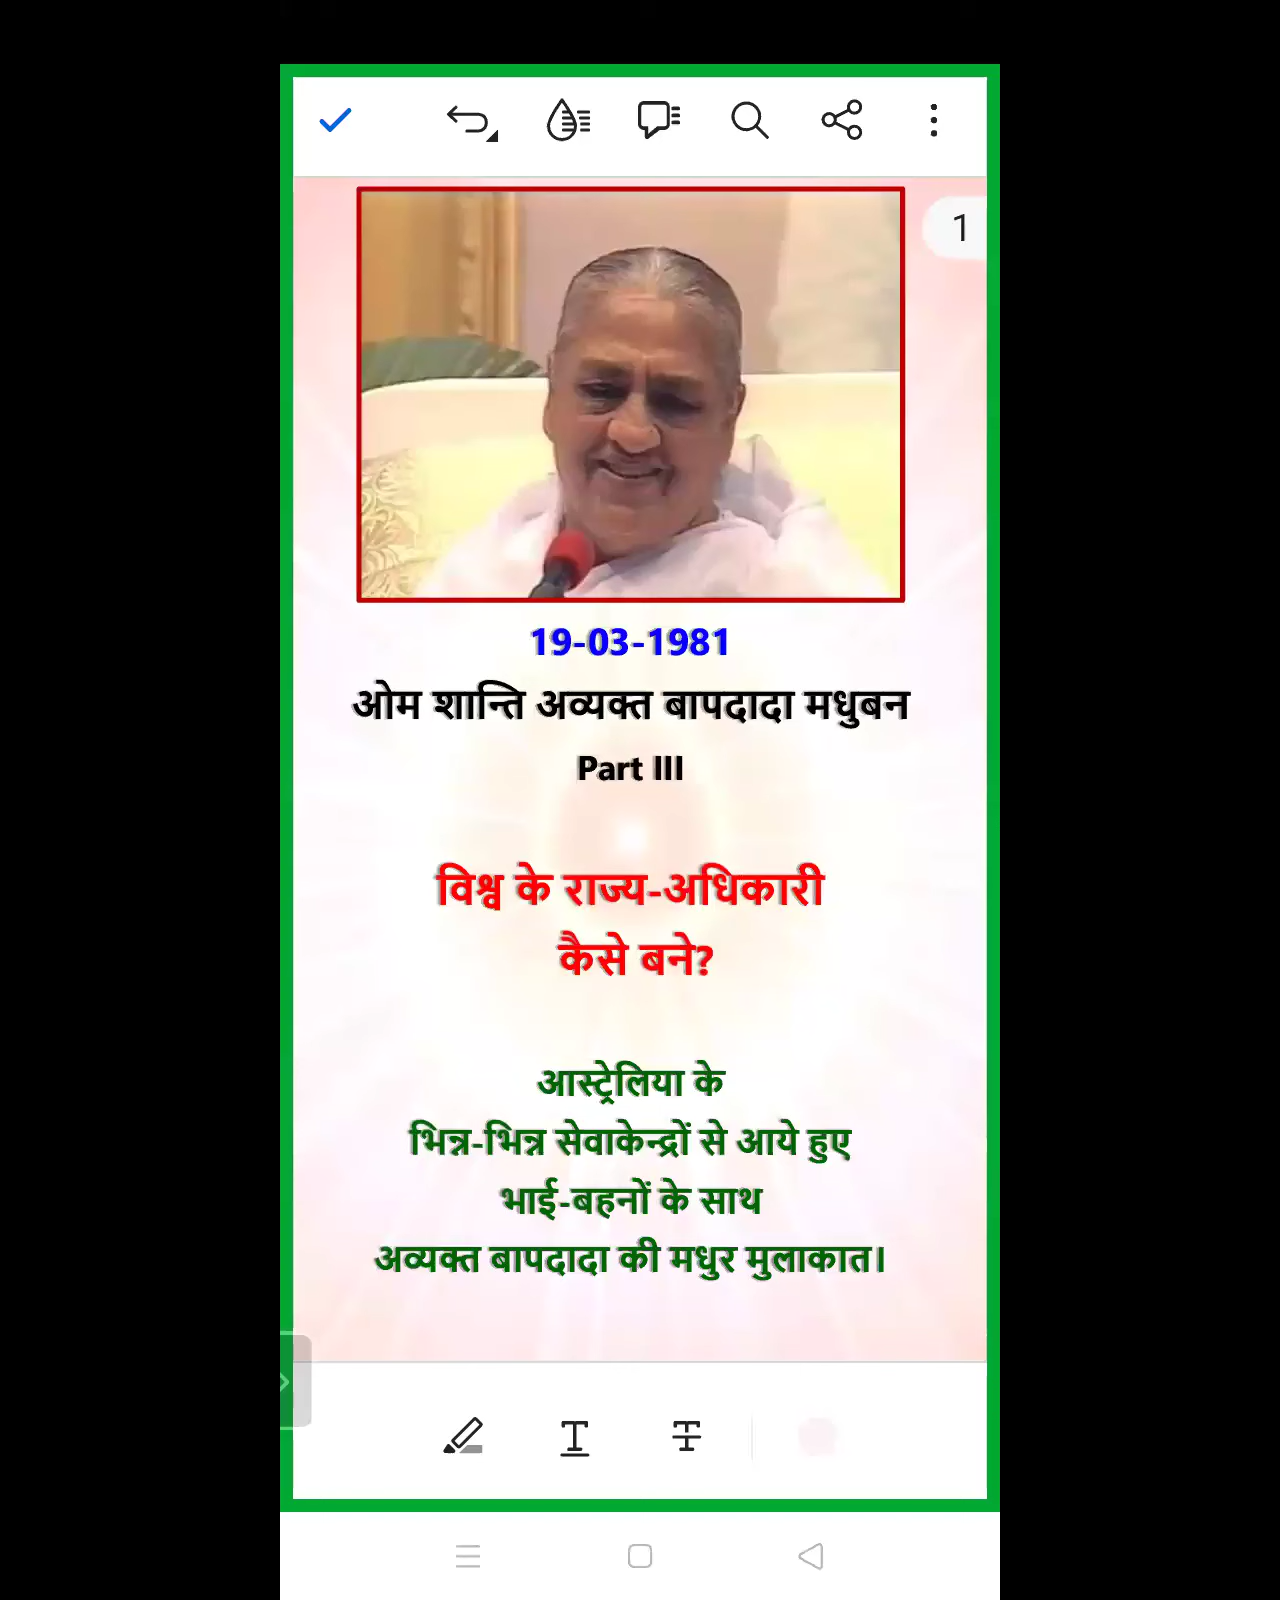 1
19-03-1981
ओम शान्ति अव्यक्त बापदादा मधुबन
Part III
विश्व के राज्य-अधिकारी
कैसे बने?
आस्ट्रेलिया के
भिन्न-भिन्न सेवाकेन्द्रों से आये हुए
भाई-बहनों के साथ
अव्यक्त बापदादा की मधुर मुलाकात।